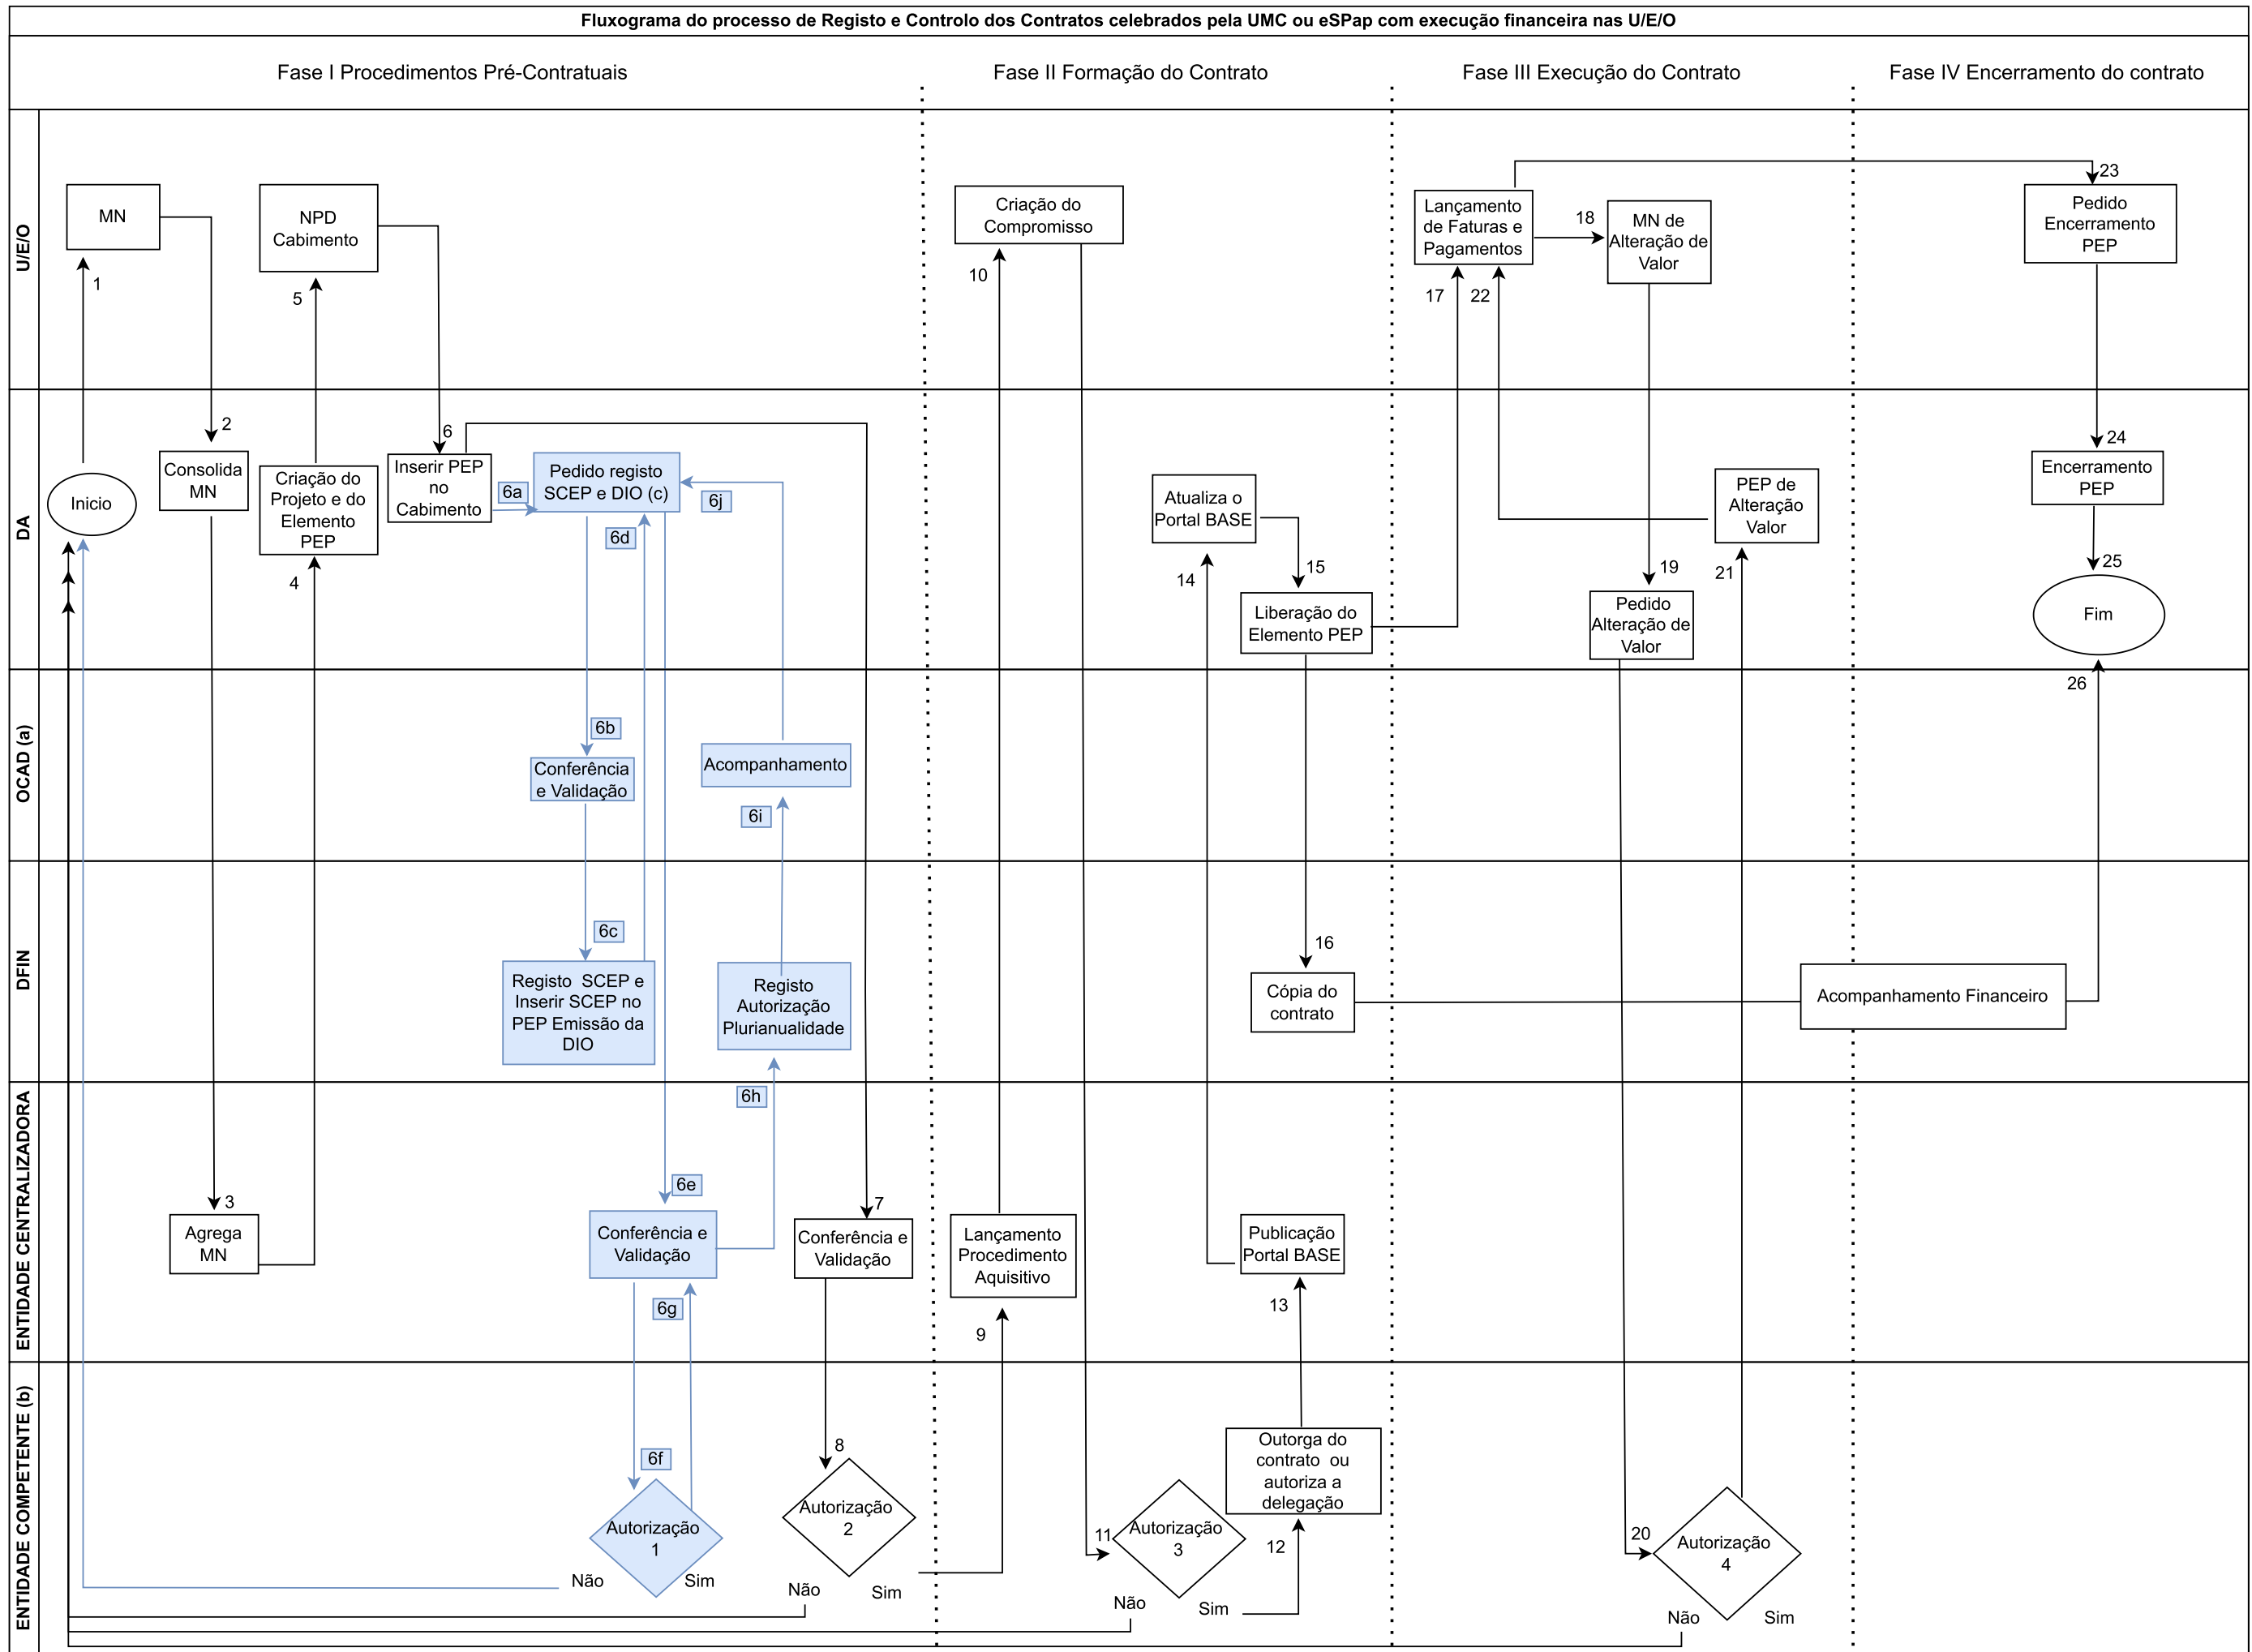 Fluxograma do processo de Registo e Controlo dos Contratos celebrados pela UMC ou eSPap com execução financeira nas U/E/O
Fase I Procedimentos Pré-Contratuais
Fase II Formação do Contrato
Fase III Execução do Contrato
Fase IV Encerramento do contrato
U/E/O
MN
1
NPD
Cabimento
5
Criação do
Compromisso
10
Lançamento
de Faturas e
Pagamentos
17
22
18
MN de
Alteração de
Valor
23
Pedido
Encerramento
PEP
DA
Inicio
2
Consolida
MN
Criação do
Projeto e do
Elemento
PEP
4
6
Inserir PEP
no
Cabimento
6a
Pedido registo
SCEP e DIO (c)
6d
6j
Atualiza o
Portal BASE
14
15
Liberação do
Elemento PEP
19
Pedido
Alteração de
Valor
PEP de
Alteração
Valor
21
24
Encerramento
PEP
25
Fim
OCAD (a)
6b
Conferência
e Validação
Acompanhamento
6i
26
DFIN
6c
Registo  SCEP e
Inserir SCEP no
PEP Emissão da
DIO
Registo
Autorização
Plurianualidade
16
Cópia do
contrato
Acompanhamento Financeiro
ENTIDADE CENTRALIZADORA
3
Agrega
MN
6h
6e
Conferência e
Validação
6g
7
Conferência e
Validação
Lançamento
Procedimento
Aquisitivo
9
Publicação
Portal BASE
13
ENTIDADE COMPETENTE (b)
6f
Autorização
1
Não
Sim
8
Autorização
2
Não
Sim
11
Autorização
3
Não
Sim
12
Outorga do
contrato  ou
autoriza a
delegação
20
Autorização
4
Não
Sim